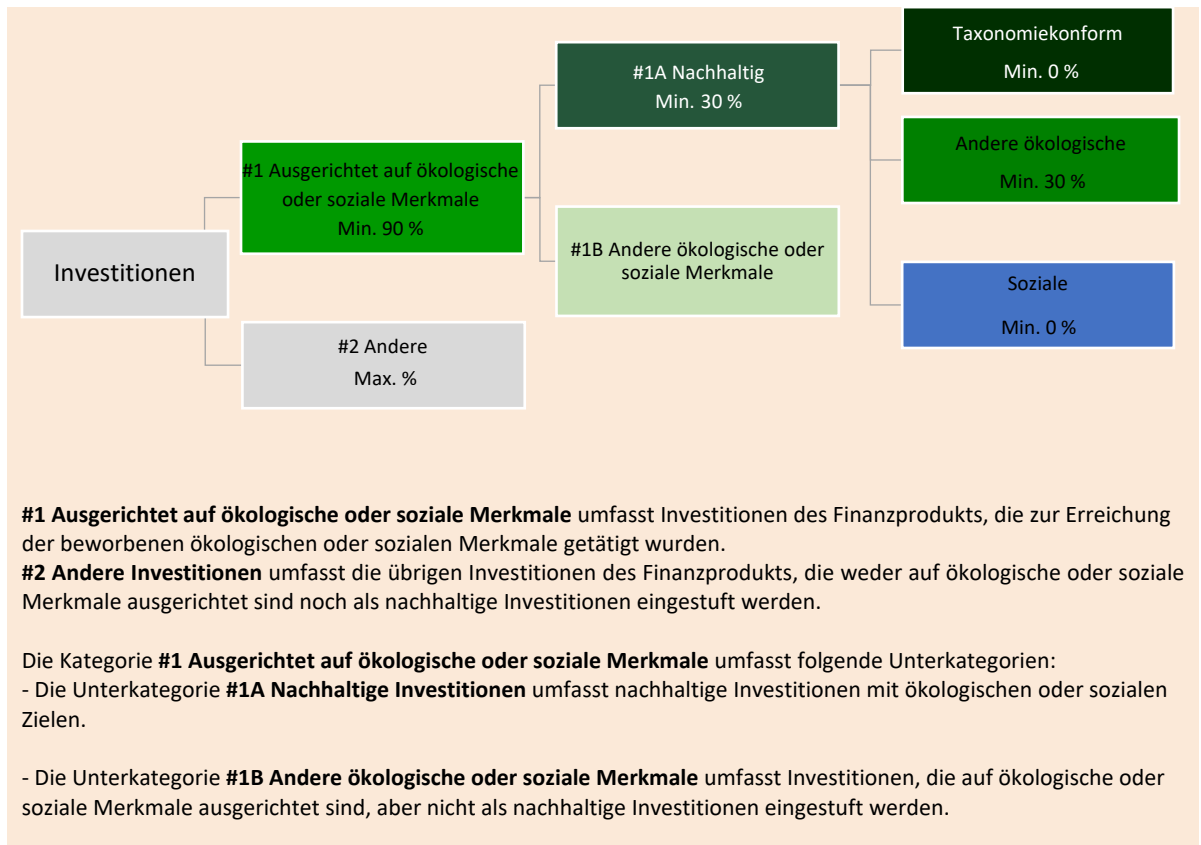 Taxonomiekonform
Min. 0 %
#1A Nachhaltig
Min. 30 %
Andere ökologische
Min. 30 %
#1 Ausgerichtet auf ökologische
oder soziale Merkmale
Min. 90 %
#1B Andere ökologische oder
soziale Merkmale
Investitionen
Soziale
Min. 0 %
#2 Andere
Max. %
#1 Ausgerichtet auf ökologische oder soziale Merkmale umfasst Investitionen des Finanzprodukts, die zur Erreichung
der beworbenen ökologischen oder sozialen Merkmale getätigt wurden.
#2 Andere Investitionen umfasst die übrigen Investitionen des Finanzprodukts, die weder auf ökologische oder soziale
Merkmale ausgerichtet sind noch als nachhaltige Investitionen eingestuft werden.
Die Kategorie #1 Ausgerichtet auf ökologische oder soziale Merkmale umfasst folgende Unterkategorien:
- Die Unterkategorie #1A Nachhaltige Investitionen umfasst nachhaltige Investitionen mit ökologischen oder sozialen
Zielen.
- Die Unterkategorie #1B Andere ökologische oder soziale Merkmale umfasst Investitionen, die auf ökologische oder
soziale Merkmale ausgerichtet sind, aber nicht als nachhaltige Investitionen eingestuft werden.